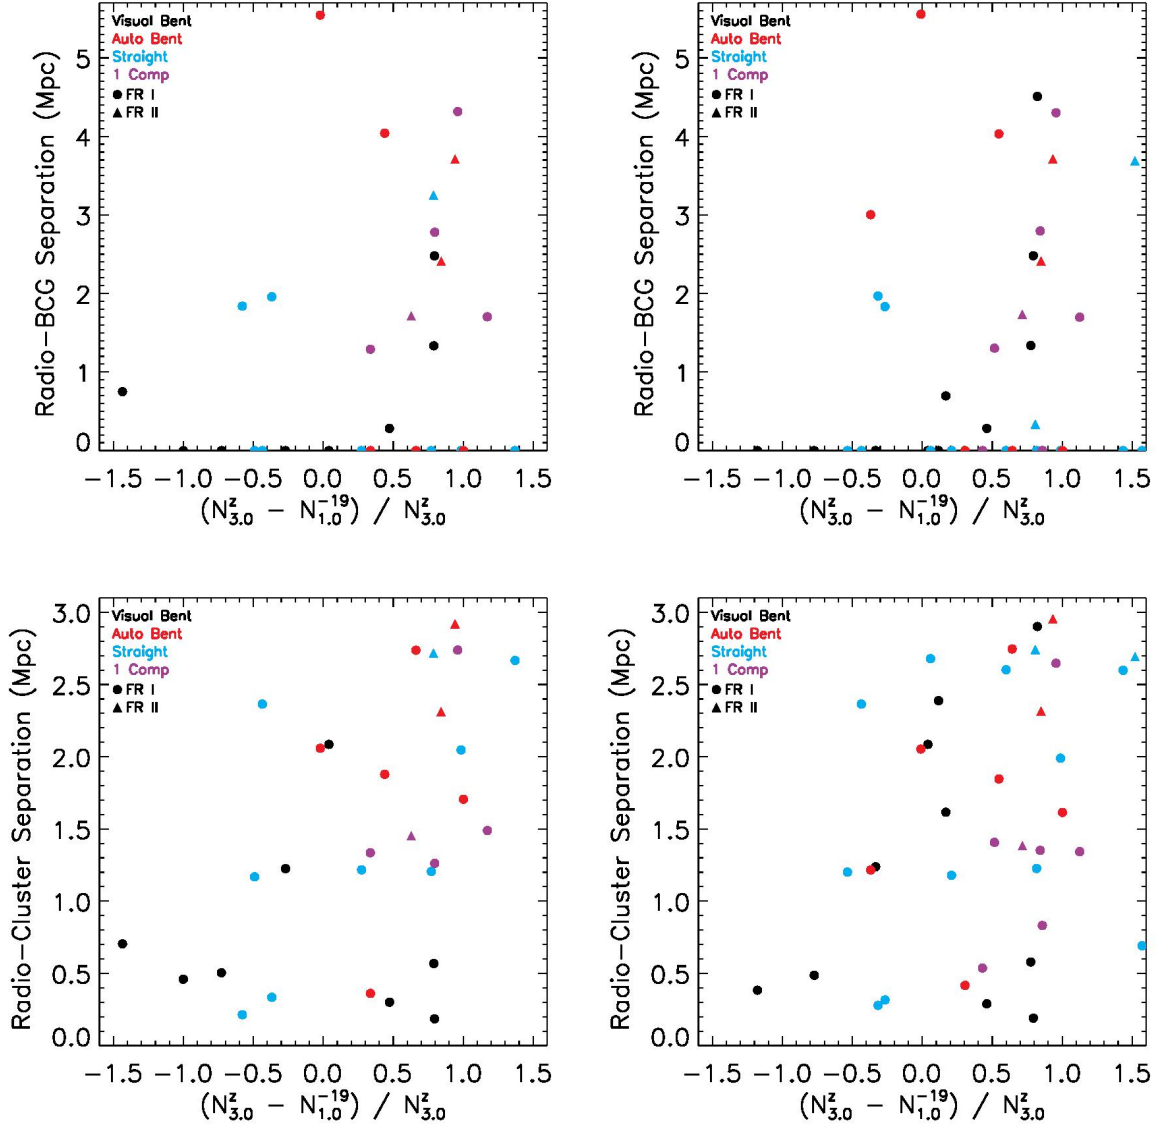 Visual Bent
Auto Bent
Straight
1 Comp
FR I
FR II
Radio-BCG Separation (Mpc)
5
4
3
2
1
0
-1.5 -1.0 -0.5 0.0 0.5 1.0 1.5
(N^z_3.0 - N^-19_1.0) / N^z_3.0
Visual Bent
Auto Bent
Straight
1 Comp
FR I
FR II
Radio-BCG Separation (Mpc)
5
4
3
2
1
0
-1.5 -1.0 -0.5 0.0 0.5 1.0 1.5
(N^z_3.0 - N^-19_1.0) / N^z_3.0
Visual Bent
Auto Bent
Straight
1 Comp
FR I
FR II
Radio-Cluster Separation (Mpc)
3.0
2.5
2.0
1.5
1.0
0.5
0.0
-1.5 -1.0 -0.5 0.0 0.5 1.0 1.5
(N^z_3.0 - N^-19_1.0) / N^z_3.0
Visual Bent
Auto Bent
Straight
1 Comp
FR I
FR II
Radio-Cluster Separation (Mpc)
3.0
2.5
2.0
1.5
1.0
0.5
0.0
-1.5 -1.0 -0.5 0.0 0.5 1.0 1.5
(N^z_3.0 - N^-19_1.0) / N^z_3.0